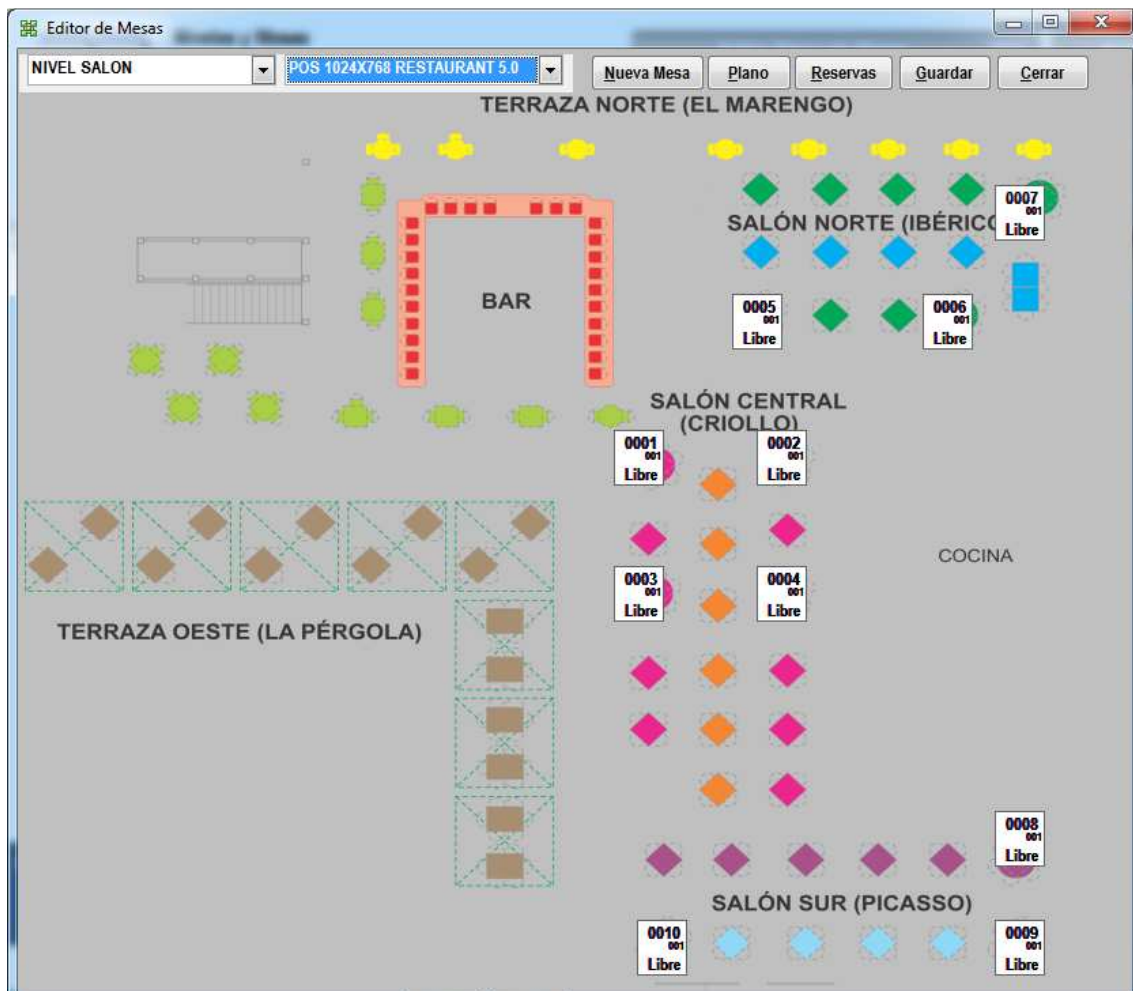 Editor de Mesas
NIVEL SALON
POS 1024X768 RESTAURANT 5.0
Nueva Mesa
Plano
Reservas
Guardar
Cerrar
TERRAZA NORTE (EL MARENGO)
0007
001
Libre
SALÓN NORTE (IBÉRICO
BAR
0005
001
Libre
0006
001
Libre
SALÓN CENTRAL
(CRIOLLO)
0001
001
Libre
0002
001
Libre
COCINA
0003
001
Libre
0004
001
Libre
TERRAZA OESTE (LA PÉRGOLA)
0008
001
Libre
SALÓN SUR (PICASSO)
0010
001
Libre
0009
001
Libre